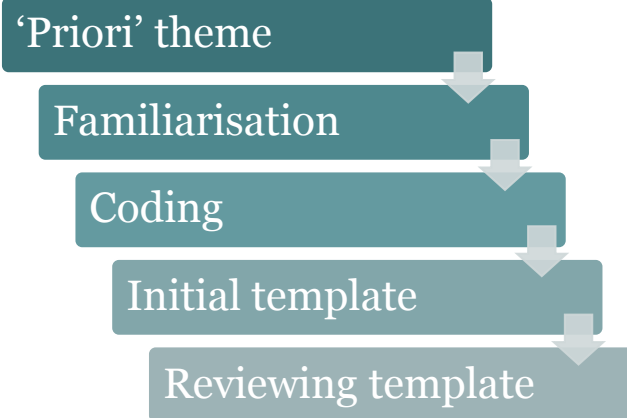 ‘Priori’ theme
Familiarisation
Coding
Initial template
Reviewing template